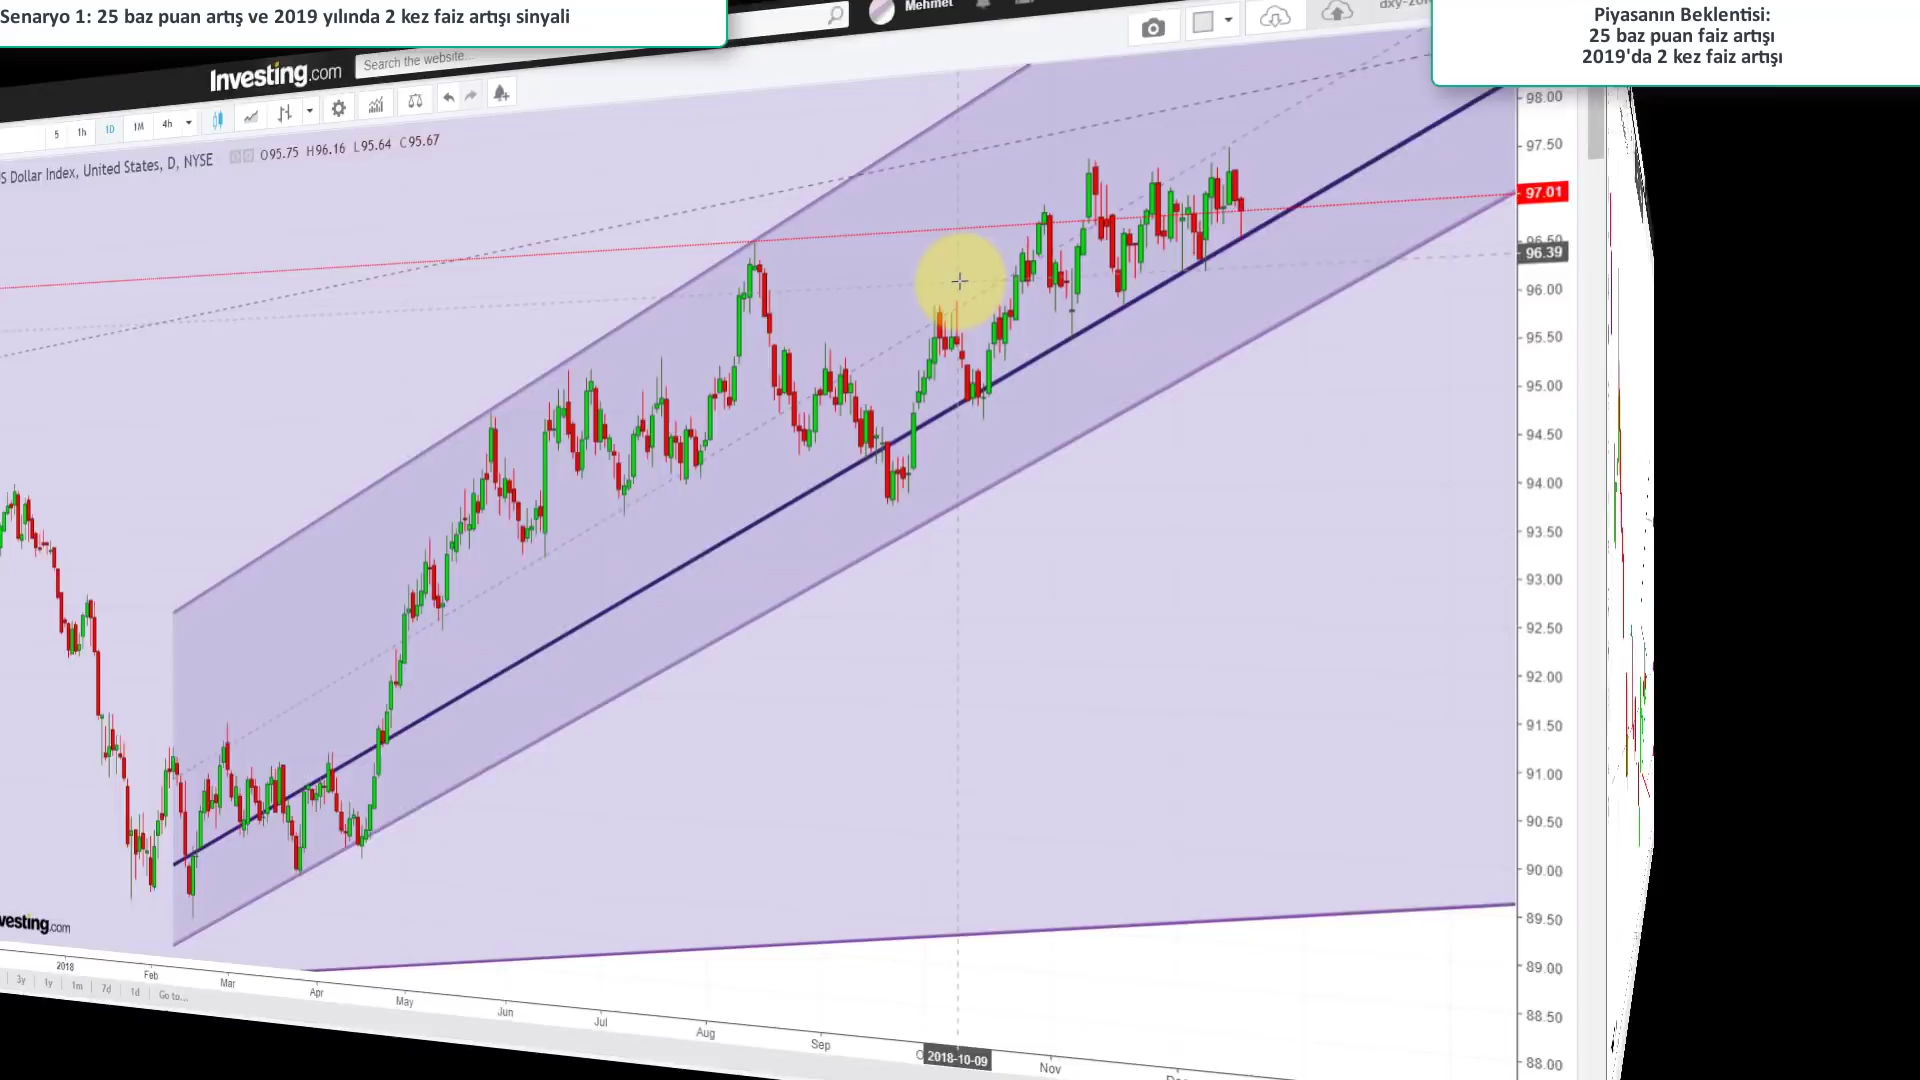 Senaryo 1: 25 baz puan artış ve 2019 yılında 2 kez faiz artışı sinyali
Piyasanın Beklentisi:
25 baz puan faiz artışı
2019'da 2 kez faiz artışı
Mehmet
Investing.com
Search the website...
5 1h 1D 1M 4h
S Dollar Index, United States, D, NYSE O95.75 H96.16 L95.64 C95.67
98.00
97.50
97.01
96.50
96.39
96.00
95.50
95.00
94.50
94.00
93.50
93.00
92.50
92.00
91.50
91.00
90.50
90.00
89.50
89.00
88.50
88.00
vesting.com
2018 Feb Mar Apr May Jun Jul Aug Sep 2018-10-09 Nov
3y 1y 1m 7d 1d Go to...